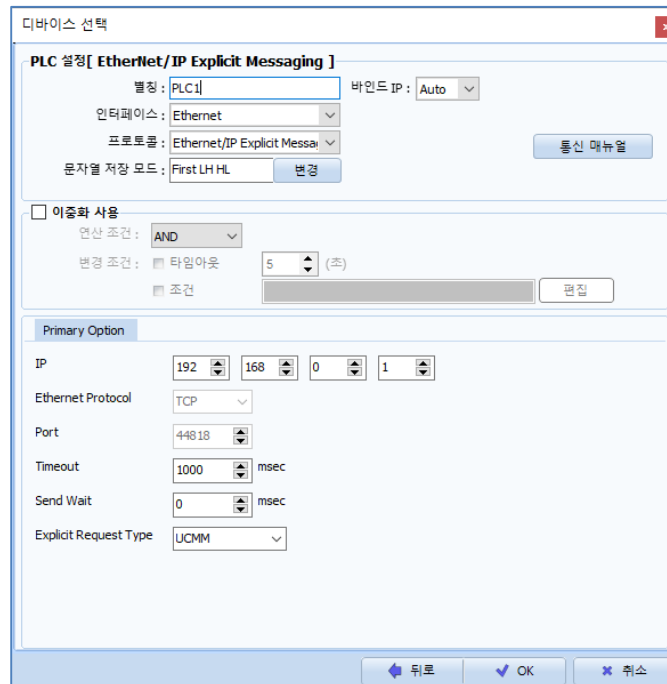 디바이스 선택
PLC 설정[ EtherNet/IP Explicit Messaging ]
별칭 : PLC1 바인드 IP : Auto
인터페이스 : Ethernet
프로토콜 : Ethernet/IP Explicit Messa
통신 매뉴얼
문자열 저장 모드 : First LH HL 변경
이중화 사용
연산 조건 : AND
변경 조건 : 타임아웃 5 (초)
조건 편집
Primary Option
IP 192 168 0 1
Ethernet Protocol TCP
Port 44818
Timeout 1000 msec
Send Wait 0 msec
Explicit Request Type UCMM
뒤로 OK 취소